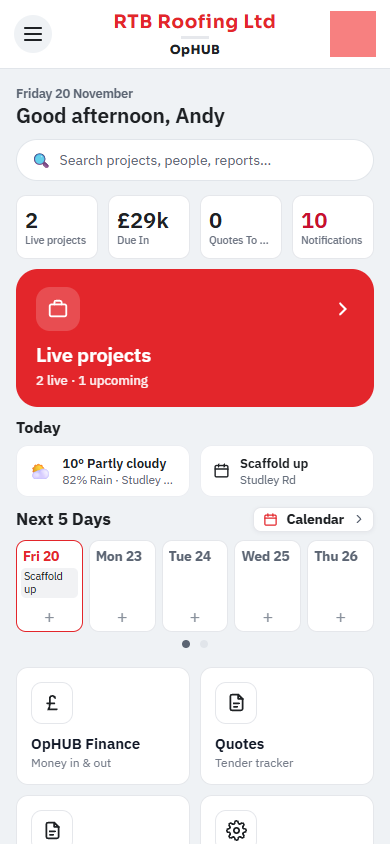 RTB Roofing Ltd
OpHUB
Friday 20 November
Good afternoon, Andy
Search projects, people, reports...
2
Live projects
£29k
Due In
0
Quotes To ...
10
Notifications
Live projects
2 live · 1 upcoming
Today
10° Partly cloudy
82% Rain · Studley ...
Scaffold up
Studley Rd
Next 5 Days
Calendar
Fri 20
Scaffold
up
+
Mon 23
+
Tue 24
+
Wed 25
+
Thu 26
+
£
OpHUB Finance
Money in & out
Quotes
Tender tracker